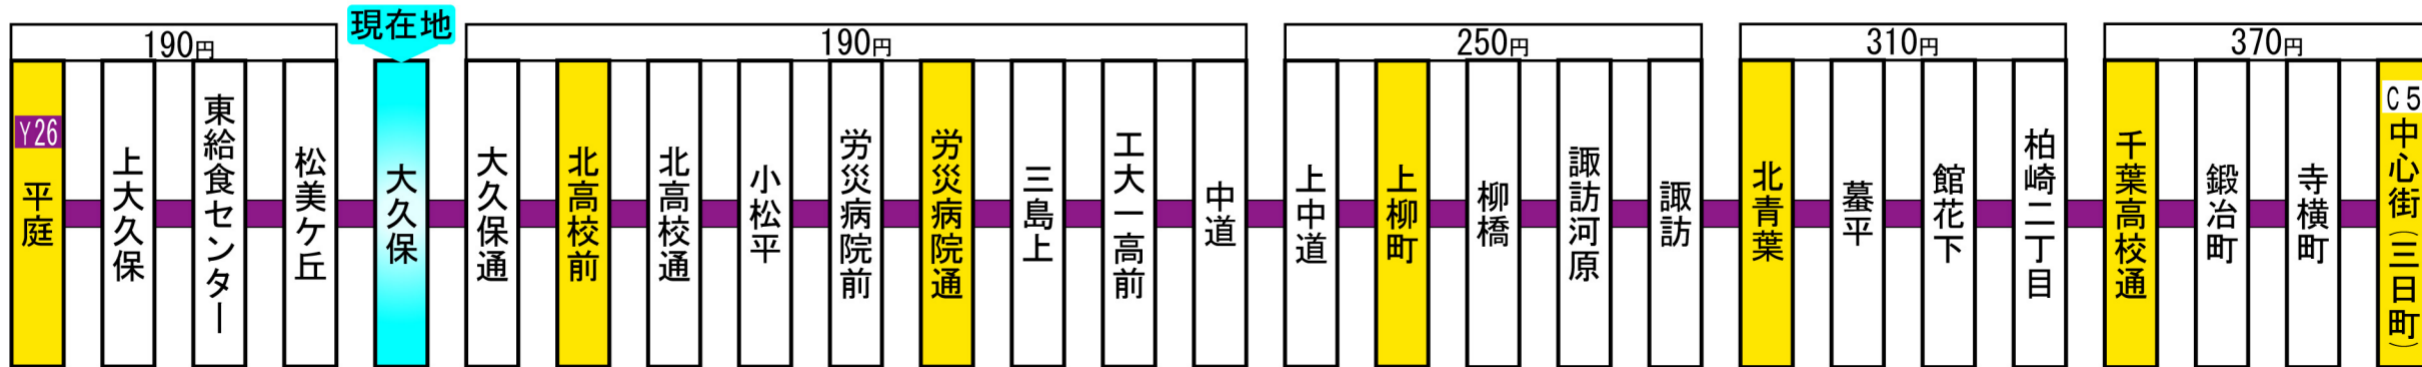 190円
現在地
190円
250円
310円
370円
Y26
平庭
上大久保
東給食センター
松美ケ丘
大久保
大久保通
北高校前
北高校通
小松平
労災病院前
労災病院通
三島上
工大一高前
中道
上中道
上柳町
柳橋
諏訪河原
諏訪
北青葉
蟇平
館花下
柏崎二丁目
千葉高校通
鍛冶町
寺横町
C5
中心街(三日町)